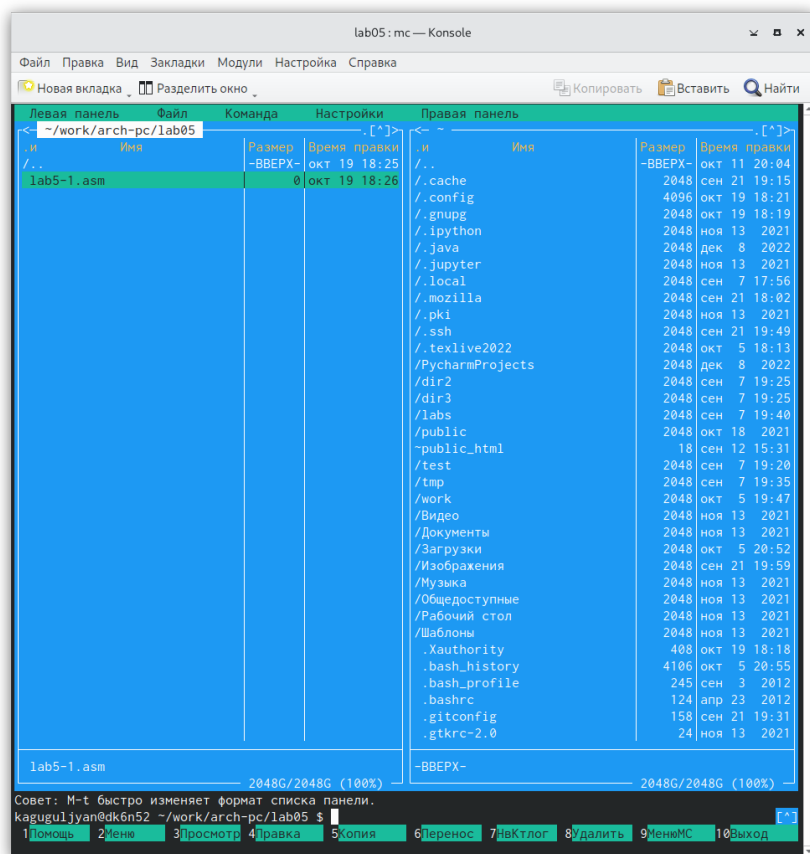 lab05 : mc — Konsole
Файл Правка Вид Закладки Модули Настройка Справка
Новая вкладка Разделить окно Копировать Вставить Найти
Левая панель Файл Команда Настройки Правая панель
<— ~/work/arch-pc/lab05 .[^]>
.и Имя Размер Время правки
/.. -ВВЕРХ- окт 19 18:25
lab5-1.asm 0 окт 19 18:26
lab5-1.asm
2048G/2048G (100%)
<— ~ .[^]>
.и Имя Размер Время правки
/.. -ВВЕРХ- окт 11 20:04
/.cache 2048 сен 21 19:15
/.config 4096 окт 19 18:21
/.gnupg 2048 окт 19 18:19
/.ipython 2048 ноя 13 2021
/.java 2048 дек 8 2022
/.jupyter 2048 ноя 13 2021
/.local 2048 сен 7 17:56
/.mozilla 2048 сен 21 18:02
/.pki 2048 ноя 13 2021
/.ssh 2048 сен 21 19:49
/.texlive2022 2048 окт 5 18:13
/PycharmProjects 2048 дек 8 2022
/dir2 2048 сен 7 19:25
/dir3 2048 сен 7 19:25
/labs 2048 сен 7 19:40
/public 2048 окт 18 2021
~public_html 18 сен 12 15:31
/test 2048 сен 7 19:20
/tmp 2048 сен 7 19:35
/work 2048 окт 5 19:47
/Видео 2048 ноя 13 2021
/Документы 2048 ноя 13 2021
/Загрузки 2048 окт 5 20:52
/Изображения 2048 сен 21 19:59
/Музыка 2048 ноя 13 2021
/Общедоступные 2048 ноя 13 2021
/Рабочий стол 2048 ноя 13 2021
/Шаблоны 2048 ноя 13 2021
.Xauthority 408 окт 19 18:18
.bash_history 4106 окт 5 20:55
.bash_profile 245 сен 3 2012
.bashrc 124 апр 23 2012
.gitconfig 158 сен 21 19:31
.gtkrc-2.0 24 ноя 13 2021
-ВВЕРХ-
2048G/2048G (100%)
Совет: M-t быстро изменяет формат списка панели.
kaguguljyan@dk6n52 ~/work/arch-pc/lab05 $ [^]
1Помощь 2Меню 3Просмотр 4Правка 5Копия 6Перенос 7НвКтлог 8Удалить 9МенюMC 10Выход